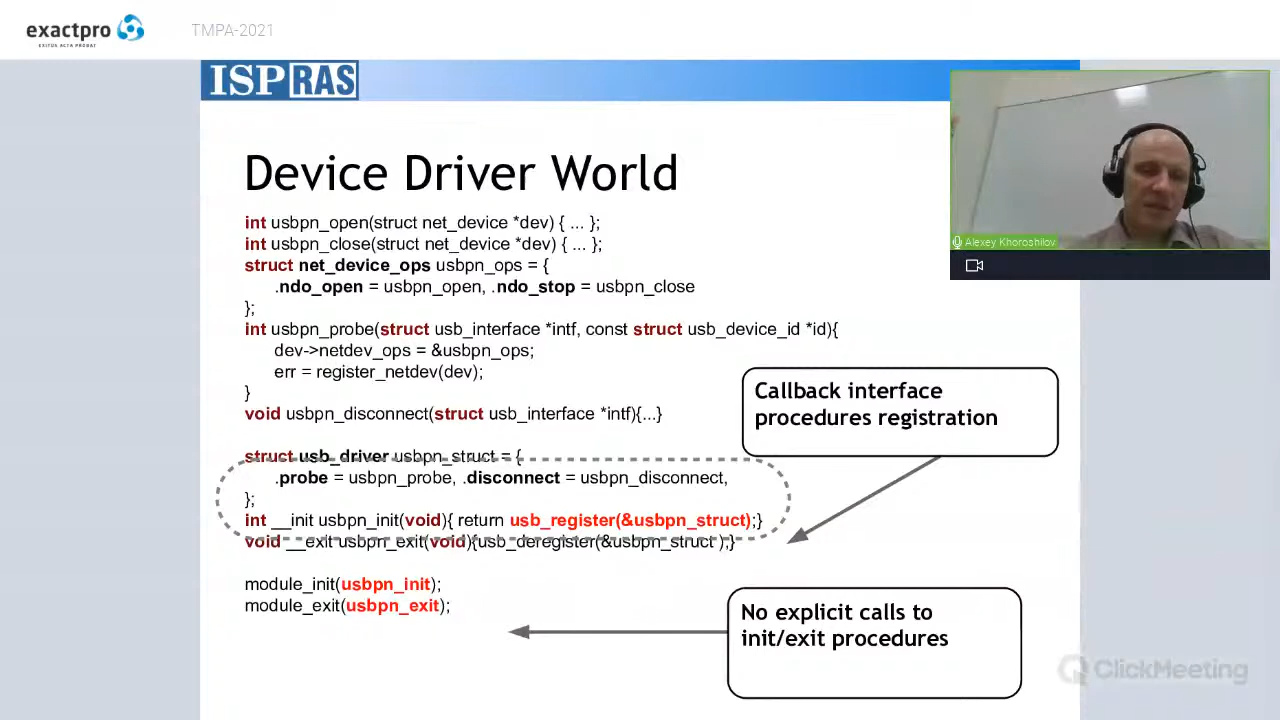 exactpro
EXITUS ACTA PROBAT
TMPA-2021
ISPRAS
Alexey Khoroshilov
Device Driver World
int usbpn_open(struct net_device *dev) { ... };
int usbpn_close(struct net_device *dev) { ... };
struct net_device_ops usbpn_ops = {
.ndo_open = usbpn_open, .ndo_stop = usbpn_close
};
int usbpn_probe(struct usb_interface *intf, const struct usb_device_id *id){
dev->netdev_ops = &usbpn_ops;
err = register_netdev(dev);
}
void usbpn_disconnect(struct usb_interface *intf){...}
struct usb_driver usbpn_struct = {
.probe = usbpn_probe, .disconnect = usbpn_disconnect,
};
int __init usbpn_init(void){ return usb_register(&usbpn_struct);}
void __exit usbpn_exit(void){usb_deregister(&usbpn_struct );}
module_init(usbpn_init);
module_exit(usbpn_exit);
Callback interface
procedures registration
No explicit calls to
init/exit procedures
ClickMeeting